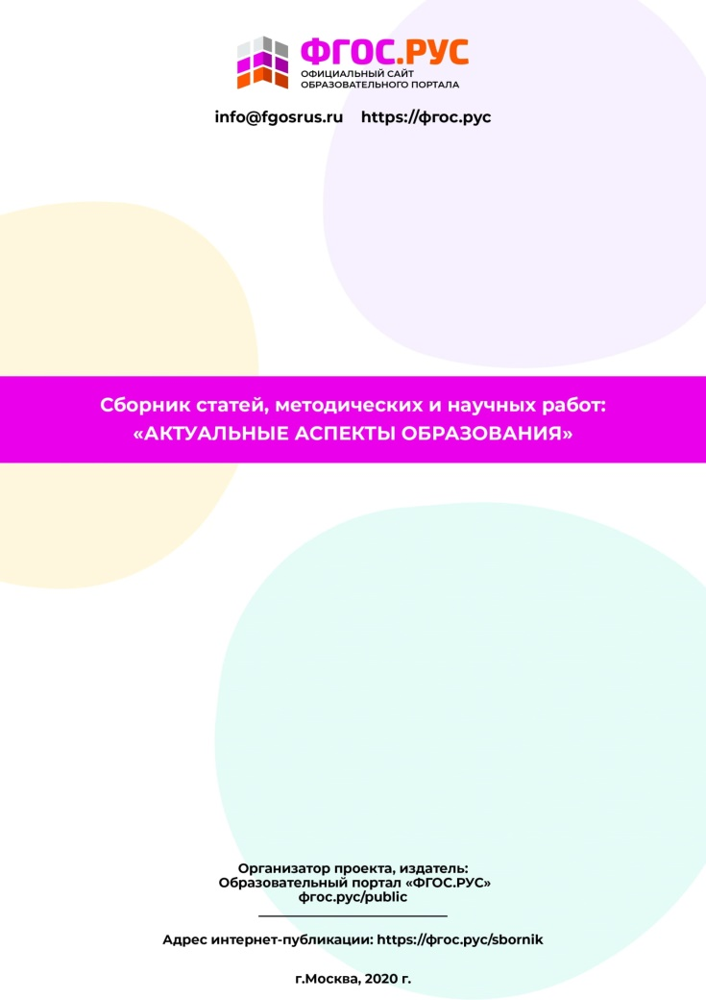 ФГОС.РУС
ОФИЦИАЛЬНЫЙ САЙТ
ОБРАЗОВАТЕЛЬНОГО ПОРТАЛА
info@fgosrus.ru https://фгос.рус
Сборник статей, методических и научных работ:
«АКТУАЛЬНЫЕ АСПЕКТЫ ОБРАЗОВАНИЯ»
Организатор проекта, издатель:
Образовательный портал «ФГОС.РУС»
фгос.рус/public
Адрес интернет-публикации: https://фгос.рус/sbornik
г.Москва, 2020 г.